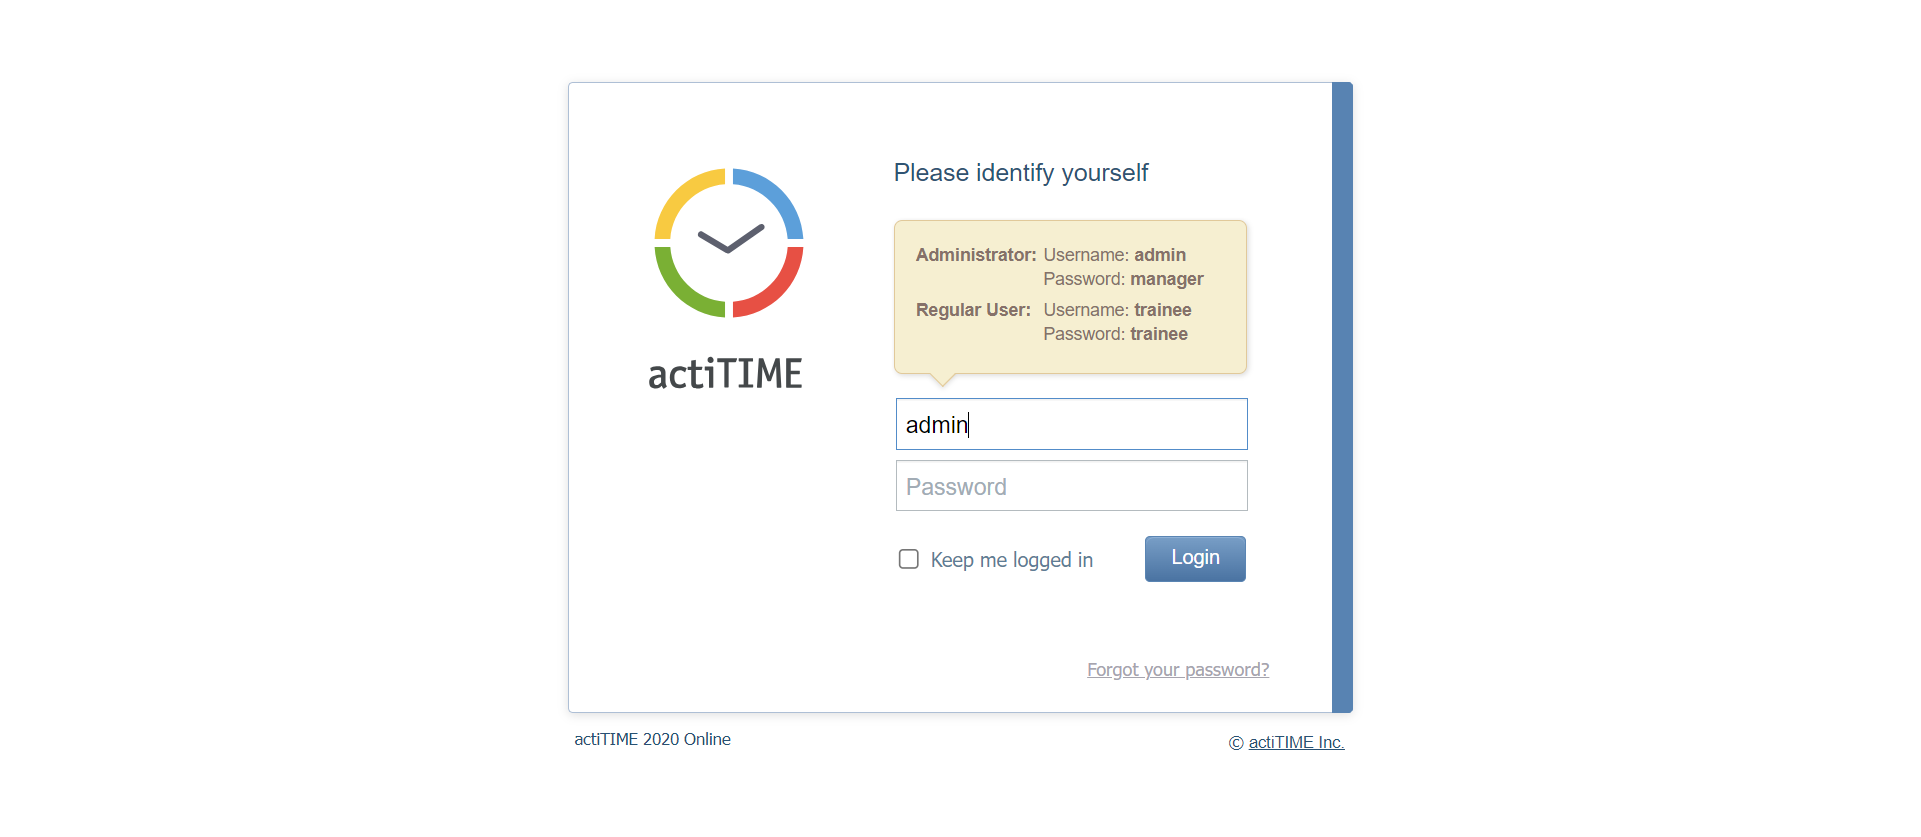 Please identify yourself
Administrator: Username: admin
Password: manager
Regular User: Username: trainee
Password: trainee
actiTIME
admin
Password
Keep me logged in
Login
Forgot your password?
actiTIME 2020 Online
© actiTIME Inc.